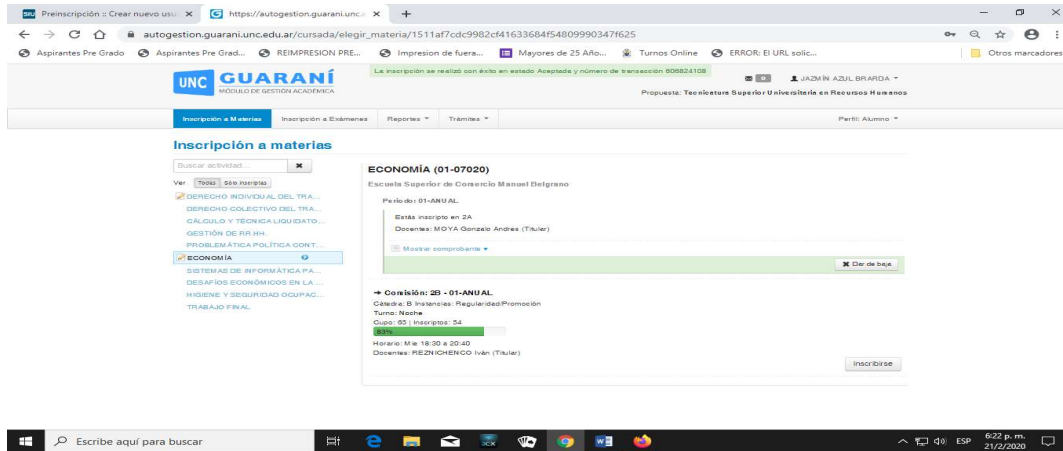 Preinscripción :: Crear nuevo usu
https://autogestion.guarani.unc.
autogestion.guarani.unc.edu.ar/cursada/elegir_materia/1511af7cdc9982cf41633684f54809990347f625
Aspirantes Pre Grado
Aspirantes Pre Grad...
REIMPRESION PRE...
Impresion de fuera...
Mayores de 25 Año...
Turnos Online
ERROR: El URL solic...
Otros marcadores
La inscripción se realizó con éxito en estado Aceptada y número de transacción 606824108
UNC GUARANÍ
MÓDULO DE GESTIÓN ACADÉMICA
0
JAZMÍN AZUL BRARDA
Propuesta: Tecnicatura Superior Universitaria en Recursos Humanos
Inscripción a Materias
Inscripción a Exámenes
Reportes
Trámites
Perfil: Alumno
Inscripción a materias
Buscar actividad...
Ver Todas Sólo inscriptas
DERECHO INDIVIDUAL DEL TRA...
DERECHO COLECTIVO DEL TRA...
CÁLCULO Y TÉCNICA LIQUIDATO...
GESTIÓN DE RR.HH.
PROBLEMÁTICA POLÍTICA CONT...
ECONOMÍA
SISTEMAS DE INFORMÁTICA PA...
DESAFÍOS ECONÓMICOS EN LA ...
HIGIENE Y SEGURIDAD OCUPAC...
TRABAJO FINAL
ECONOMÍA (01-07020)
Escuela Superior de Comercio Manuel Belgrano
Periodo: 01-ANUAL
Estás inscripto en 2A
Docentes: MOYA Gonzalo Andres (Titular)
Mostrar comprobante
Dar de baja
Comisión: 2B - 01-ANUAL
Cátedra: B Instancias: Regularidad/Promoción
Turno: Noche
Cupo: 65 | Inscriptos: 54
83%
Horario: Mie 18:30 a 20:40
Docentes: REZNICHENCO Iván (Titular)
Inscribirse
Escribe aquí para buscar
ESP
6:22 p. m.
21/2/2020